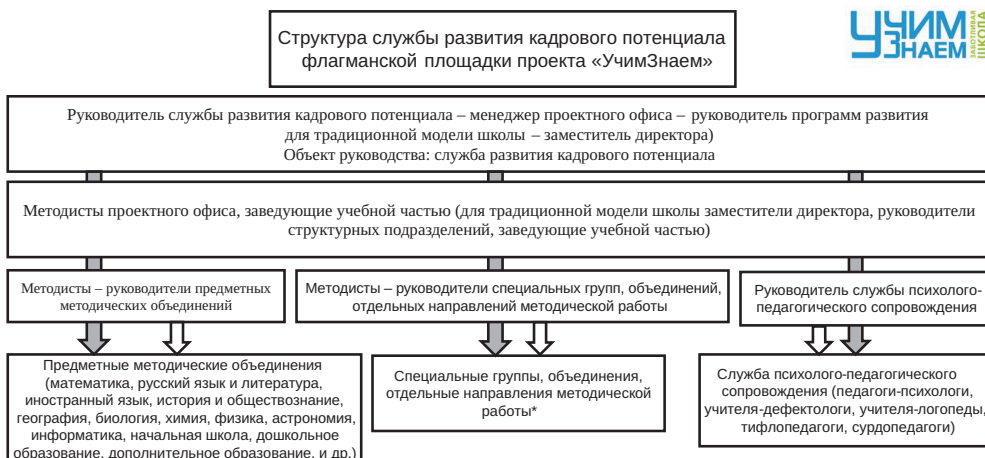 Структура службы развития кадрового потенциала
флагманской площадки проекта «УчимЗнаем»
УЧИМ
ЗНАЕМ
ЗАБОТЛИВАЯ
ШКОЛА
Руководитель службы развития кадрового потенциала – менеджер проектного офиса – руководитель программ развития
для традиционной модели школы – заместитель директора)
Объект руководства: служба развития кадрового потенциала
Методисты проектного офиса, заведующие учебной частью (для традиционной модели школы заместители директора, руководители
структурных подразделений, заведующие учебной частью)
Методисты – руководители предметных
методических объединений
Методисты – руководители специальных групп, объединений,
отдельных направлений методической работы
Руководитель службы психолого-
педагогического сопровождения
Предметные методические объединения
(математика, русский язык и литература,
иностранный язык, история и обществознание,
география, биология, химия, физика, астрономия,
информатика, начальная школа, дошкольное
образование, дополнительное образование, и др.)
Специальные группы, объединения,
отдельные направления методической
работы*
Служба психолого-педагогического
сопровождения (педагоги-психологи,
учителя-дефектологи, учителя-логопеды,
тифлопедагоги, сурдопедагоги)